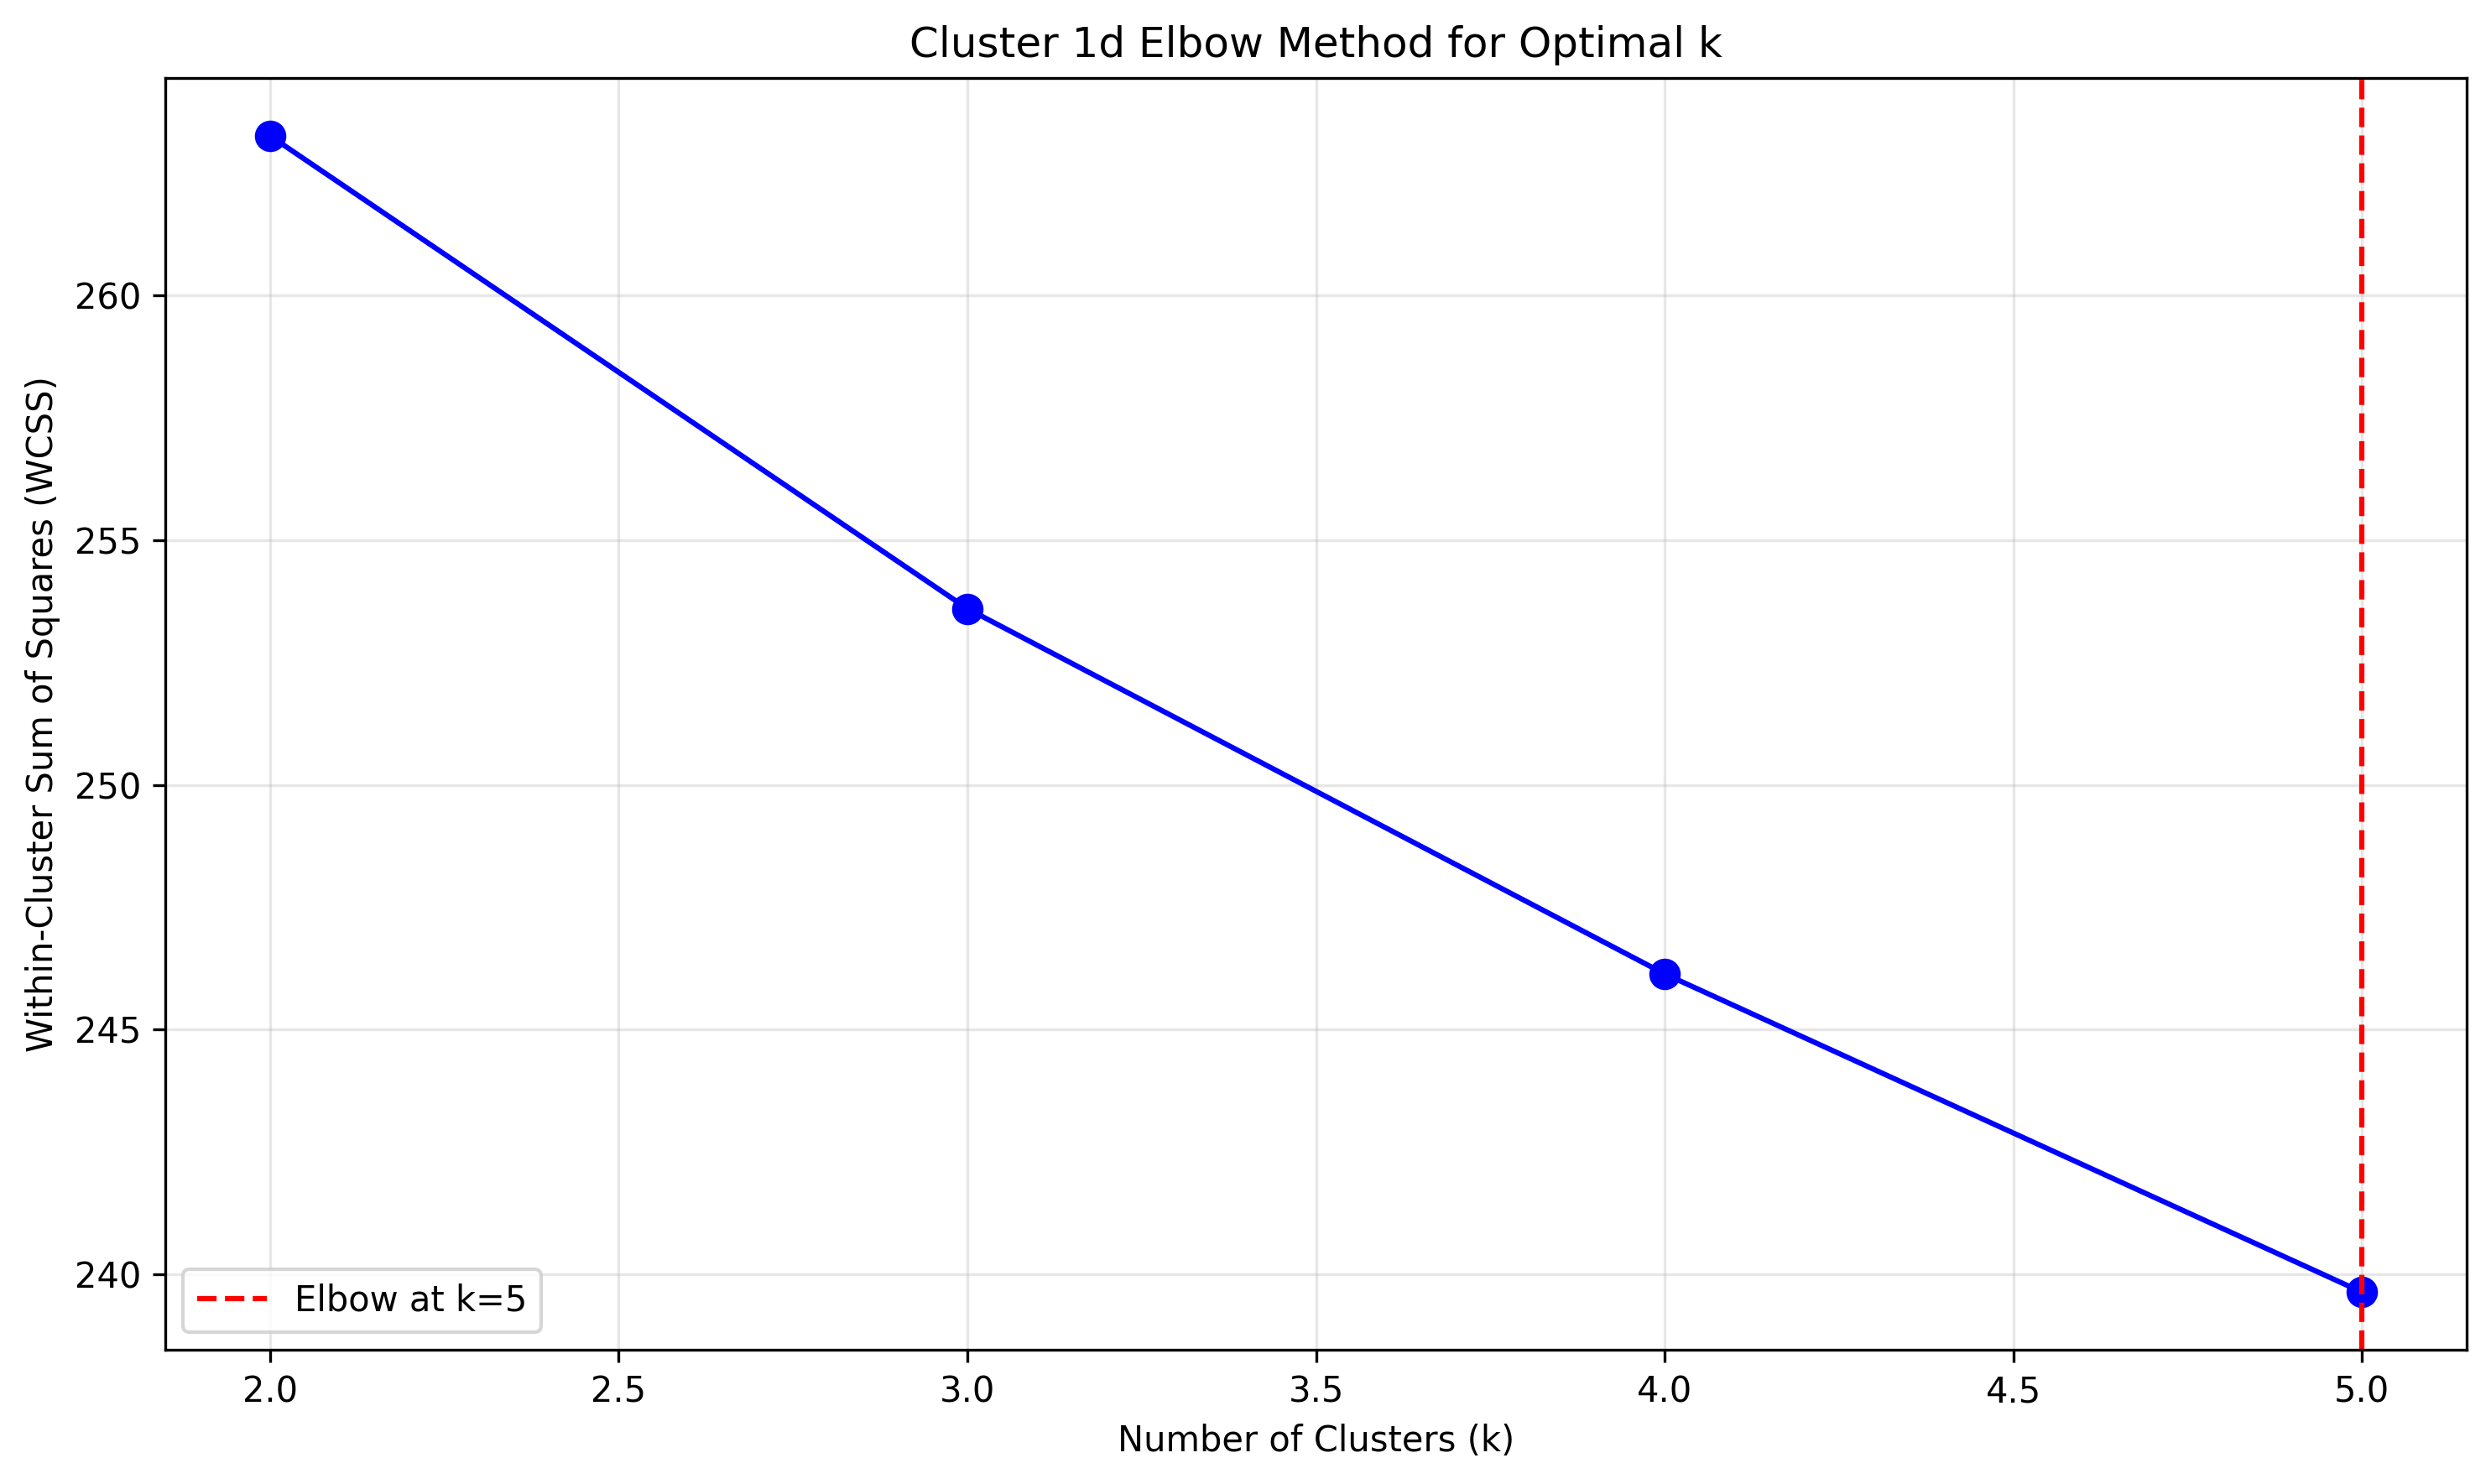 Cluster 1d Elbow Method for Optimal k
Within-Cluster Sum of Squares (WCSS)
260
255
250
245
240
Elbow at k=5
2.0 2.5 3.0 3.5 4.0 4.5 5.0
Number of Clusters (k)